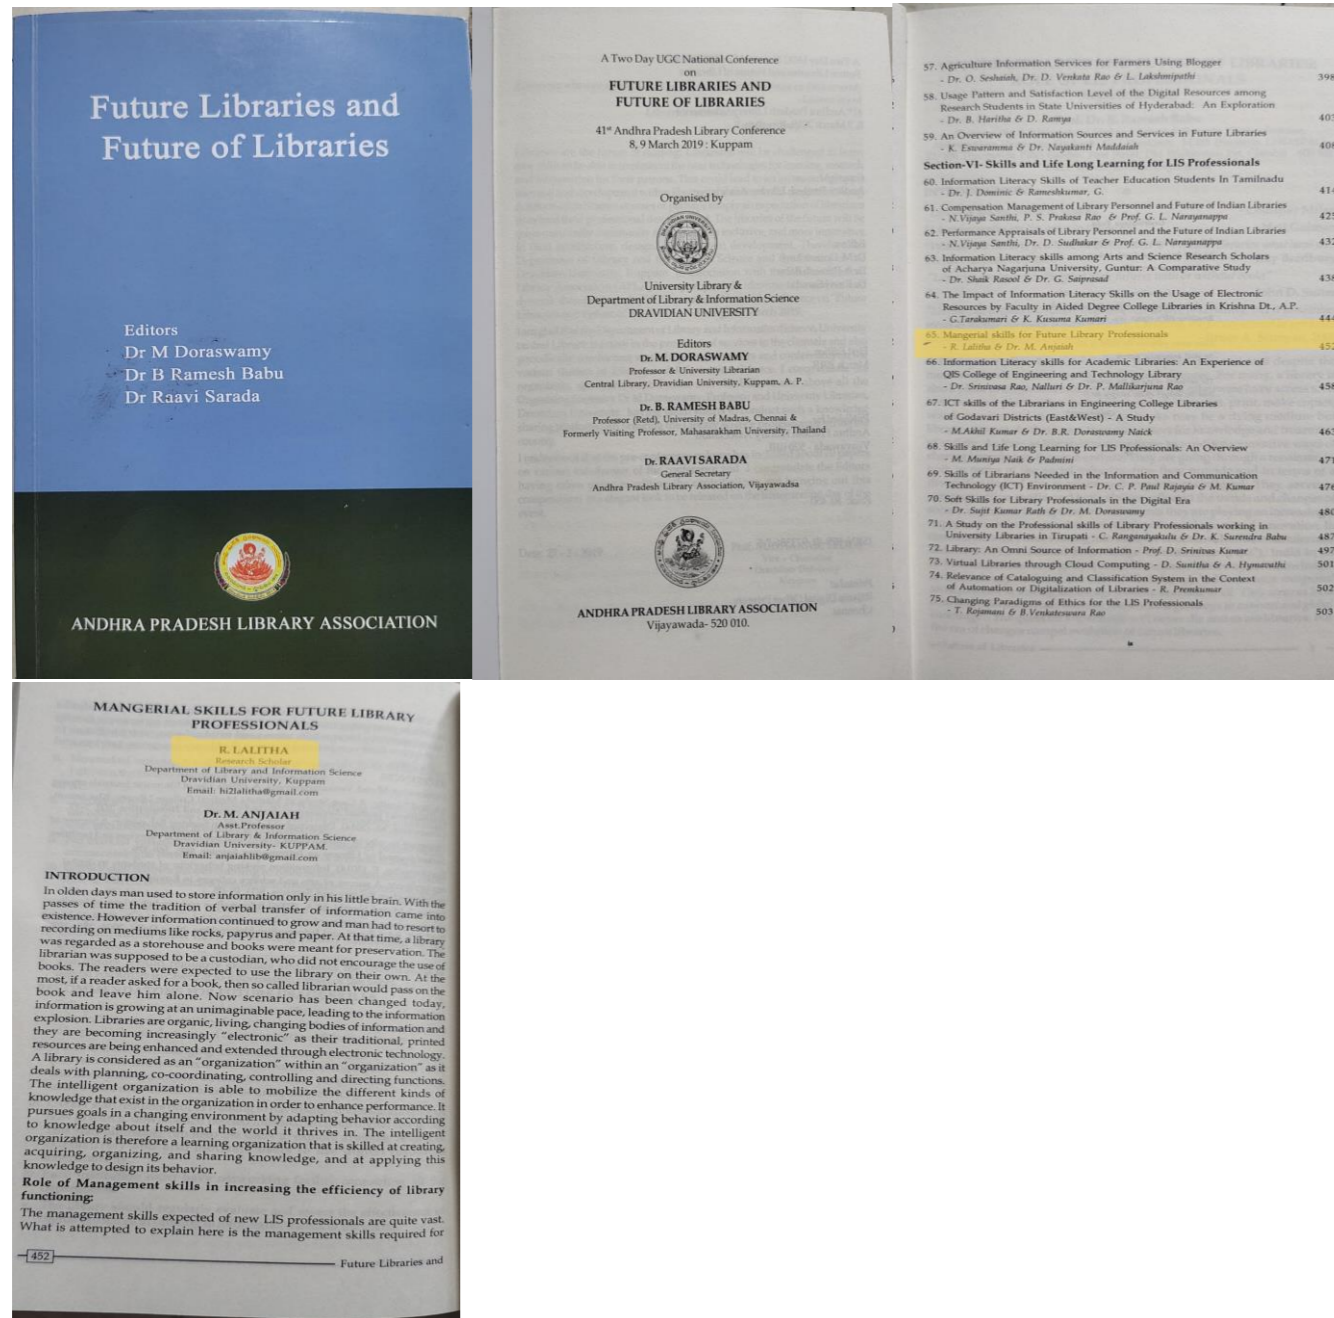 Future Libraries and
Future of Libraries
Editors
Dr M Doraswamy
Dr B Ramesh Babu
Dr Raavi Sarada
ANDHRA PRADESH LIBRARY ASSOCIATION
A Two Day UGC National Conference
on
FUTURE LIBRARIES AND
FUTURE OF LIBRARIES
41st Andhra Pradesh Library Conference
8, 9 March 2019 : Kuppam
Organised by
University Library &
Department of Library & Information Science
DRAVIDIAN UNIVERSITY
Editors
Dr. M. DORASWAMY
Professor & University Librarian
Central Library, Dravidian University, Kuppam, A. P.
Dr. B. RAMESH BABU
Professor (Retd), University of Madras, Chennai &
Formerly Visiting Professor, Mahasarakham University, Thailand
Dr. RAAVI SARADA
General Secretary
Andhra Pradesh Library Association, Vijayawadsa
ANDHRA PRADESH LIBRARY ASSOCIATION
Vijayawada- 520 010.
57. Agriculture Information Services for Farmers Using Blogger
- Dr. O. Seshaiah, Dr. D. Venkata Rao & L. Lakshmipathi 398
58. Usage Pattern and Satisfaction Level of the Digital Resources among
Research Students in State Universities of Hyderabad: An Exploration
- Dr. B. Haritha & D. Ramya 403
59. An Overview of Information Sources and Services in Future Libraries
- K. Eswaramma & Dr. Nayakanti Maddaiah 408
Section-VI- Skills and Life Long Learning for LIS Professionals
60. Information Literacy Skills of Teacher Education Students In Tamilnadu
- Dr. J. Dominic & Rameshkumar, G. 414
61. Compensation Management of Library Personnel and Future of Indian Libraries
- N.Vijaya Santhi, P. S. Prakasa Rao & Prof. G. L. Narayanappa 425
62. Performance Appraisals of Library Personnel and the Future of Indian Libraries
- N.Vijaya Santhi, Dr. D. Sudhakar & Prof. G. L. Narayanappa 432
63. Information Literacy skills among Arts and Science Research Scholars
of Acharya Nagarjuna University, Guntur: A Comparative Study
- Dr. Shaik Rasool & Dr. G. Saiprasad 438
64. The Impact of Information Literacy Skills on the Usage of Electronic
Resources by Faculty in Aided Degree College Libraries in Krishna Dt., A.P.
- G.Tarakumari & K. Kusuma Kumari 444
65. Mangerial skills for Future Library Professionals
- R. Lalitha & Dr. M. Anjaiah 452
66. Information Literacy skills for Academic Libraries: An Experience of
QIS College of Engineering and Technology Library
- Dr. Srinivasa Rao, Nalluri & Dr. P. Mallikarjuna Rao 458
67. ICT skills of the Librarians in Engineering College Libraries
of Godavari Districts (East&West) - A Study
- M.Akhil Kumar & Dr. B.R. Doraswamy Naick 463
68. Skills and Life Long Learning for LIS Professionals: An Overview
- M. Muniya Naik & Padmini 471
69. Skills of Librarians Needed in the Information and Communication
Technology (ICT) Environment - Dr. C. P. Paul Rajayya & M. Kumar 476
70. Soft Skills for Library Professionals in the Digital Era
- Dr. Sujit Kumar Rath & Dr. M. Doraswamy 480
71. A Study on the Professional skills of Library Professionals working in
University Libraries in Tirupati - C. Ranganayakulu & Dr. K. Surendra Babu 487
72. Library: An Omni Source of Information - Prof. D. Srinivas Kumar 497
73. Virtual Libraries through Cloud Computing - D. Sunitha & A. Hymavathi 501
74. Relevance of Cataloguing and Classification System in the Context
of Automation or Digitalization of Libraries - R. Premkumar 502
75. Changing Paradigms of Ethics for the LIS Professionals
- T. Rojamani & B.Venkateswara Rao 503
MANGERIAL SKILLS FOR FUTURE LIBRARY
PROFESSIONALS
R. LALITHA
Research Scholar
Department of Library and Information Science
Dravidian University, Kuppam
Email: hi2lalitha@gmail.com
Dr. M. ANJAIAH
Asst.Professor
Department of Library & Information Science
Dravidian University- KUPPAM.
Email: anjaiahlib@gmail.com
INTRODUCTION
In olden days man used to store information only in his little brain. With the
passes of time the tradition of verbal transfer of information came into
existence. However information continued to grow and man had to resort to
recording on mediums like rocks, papyrus and paper. At that time, a library
was regarded as a storehouse and books were meant for preservation. The
librarian was supposed to be a custodian, who did not encourage the use of
books. The readers were expected to use the library on their own. At the
most, if a reader asked for a book, then so called librarian would pass on the
book and leave him alone. Now scenario has been changed today,
information is growing at an unimaginable pace, leading to the information
explosion. Libraries are organic, living, changing bodies of information and
they are becoming increasingly "electronic" as their traditional, printed
resources are being enhanced and extended through electronic technology.
A library is considered as an "organization" within an "organization" as it
deals with planning, co-coordinating, controlling and directing functions.
The intelligent organization is able to mobilize the different kinds of
knowledge that exist in the organization in order to enhance performance. It
pursues goals in a changing environment by adapting behavior according
to knowledge about itself and the world it thrives in. The intelligent
organization is therefore a learning organization that is skilled at creating,
acquiring, organizing, and sharing knowledge, and at applying this
knowledge to design its behavior.
Role of Management skills in increasing the efficiency of library
functioning:
The management skills expected of new LIS professionals are quite vast.
What is attempted to explain here is the management skills required for
452
Future Libraries and